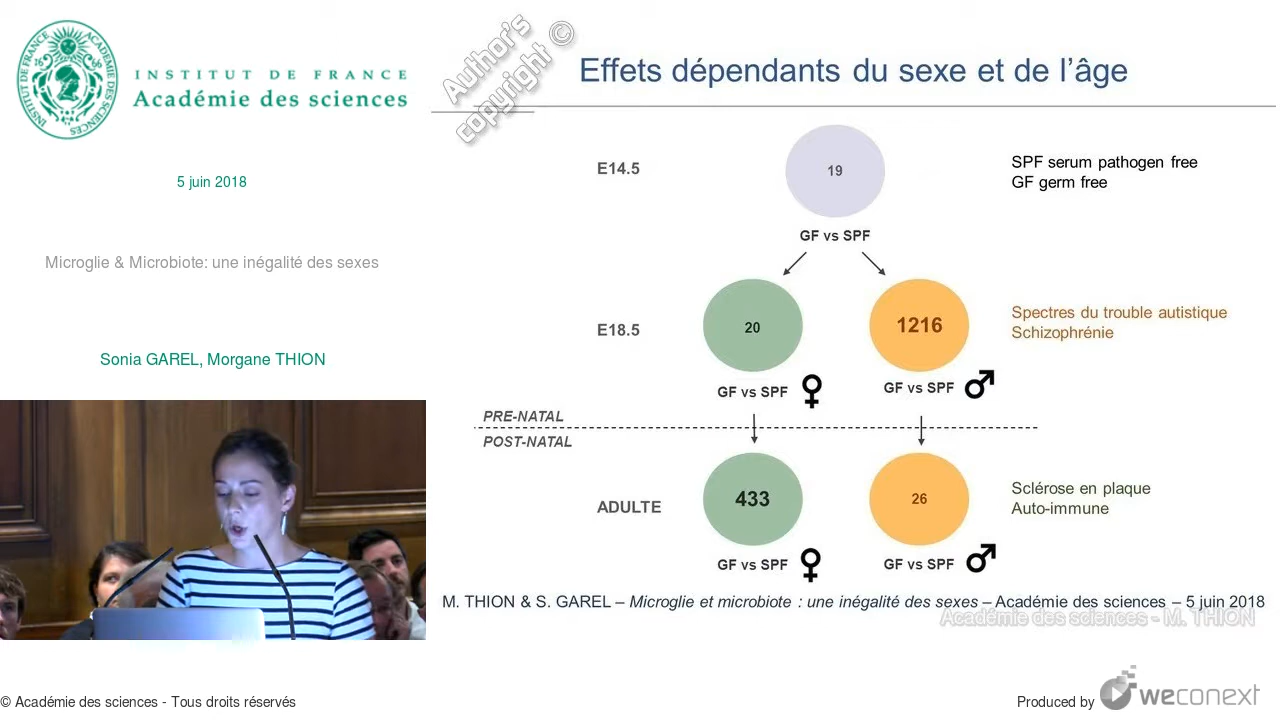 INSTITUT DE FRANCE
Académie des sciences
5 juin 2018
Microglie & Microbiote: une inégalité des sexes
Sonia GAREL, Morgane THION
Author's
copyright ©
Effets dépendants du sexe et de l'âge
E14.5
19
SPF serum pathogen free
GF germ free
GF vs SPF
E18.5
20
1216
Spectres du trouble autistique
Schizophrénie
GF vs SPF ♀
GF vs SPF ♂
PRE-NATAL
POST-NATAL
ADULTE
433
26
Sclérose en plaque
Auto-immune
GF vs SPF ♀
GF vs SPF ♂
M. THION & S. GAREL – Microglie et microbiote : une inégalité des sexes – Académie des sciences – 5 juin 2018
Académie des sciences - M. THION
© Académie des sciences - Tous droits réservés
Produced by weconext